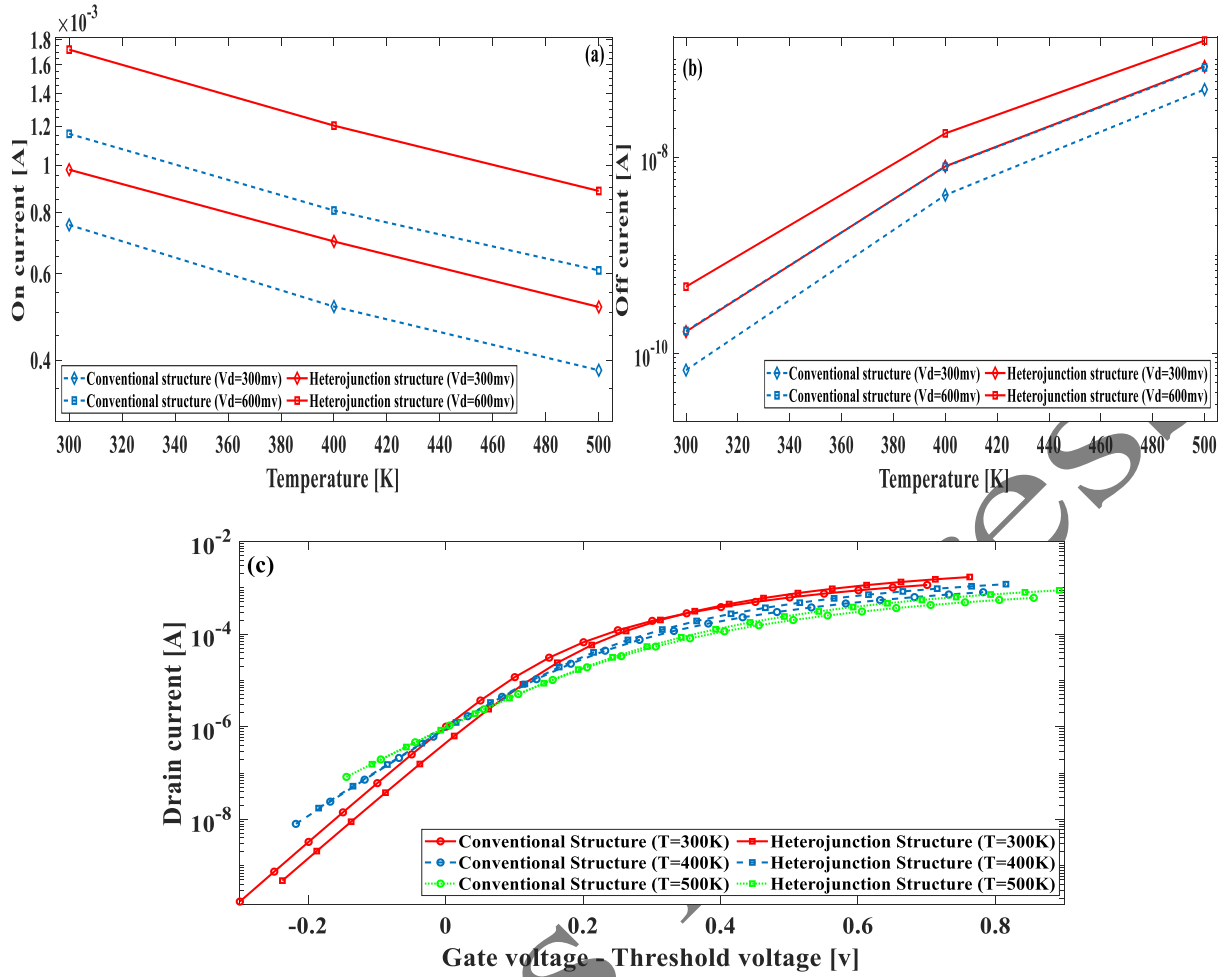 ×10⁻³
1.8
1.6
1.4
1.2
1
0.8
0.6
0.4
On current [A]
(a)
Conventional structure (Vd=300mv) Heterojunction structure (Vd=300mv)
Conventional structure (Vd=600mv) Heterojunction structure (Vd=600mv)
300 320 340 360 380 400 420 440 460 480 500
Temperature [K]
(b)
10⁻⁸
10⁻¹⁰
Off curent [A]
Conventional structure (Vd=300mv) Heterojunction structure (Vd=300mv)
Conventional structure (Vd=600mv) Heterojunction structure (Vd=600mv)
300 320 340 360 380 400 420 440 460 480 500
Temperature [K]
(c)
10⁻²
10⁻⁴
10⁻⁶
10⁻⁸
Drain current [A]
Conventional Structure (T=300K) Heterojunction Structure (T=300K)
Conventional Structure (T=400K) Heterojunction Structure (T=400K)
Conventional Structure (T=500K) Heterojunction Structure (T=500K)
-0.2 0 0.2 0.4 0.6 0.8
Gate voltage - Threshold voltage [v]